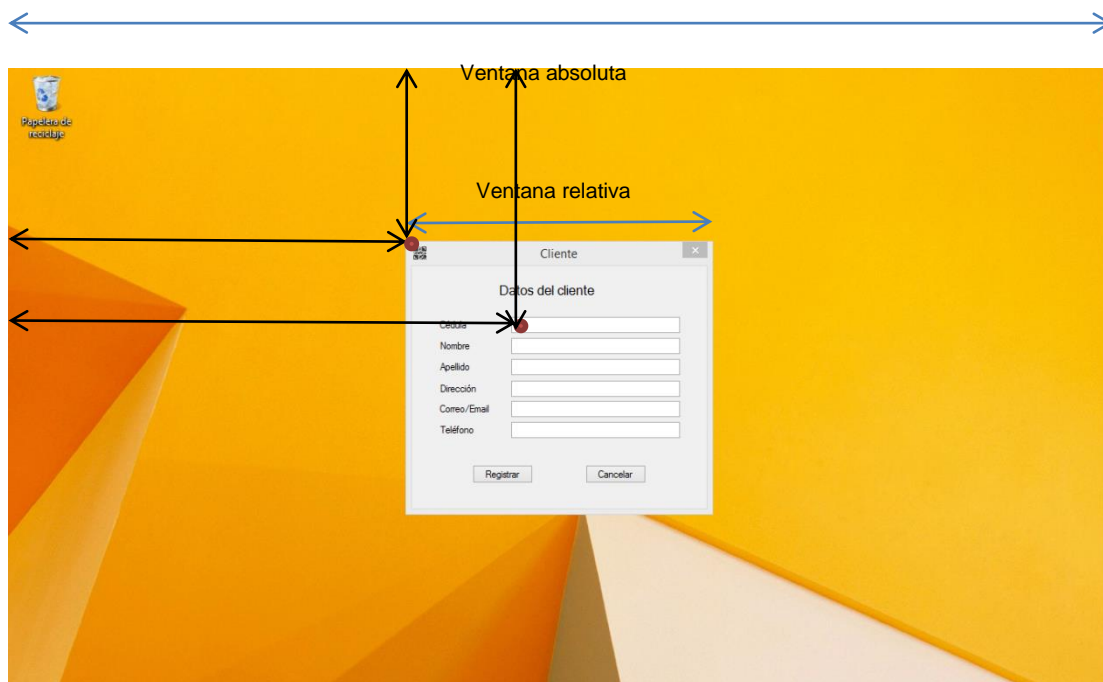 Ventana absoluta
Papelera de
reciclaje
Ventana relativa
Cliente
Datos del cliente
Cédula
Nombre
Apellido
Dirección
Correo/Email
Teléfono
Registrar
Cancelar